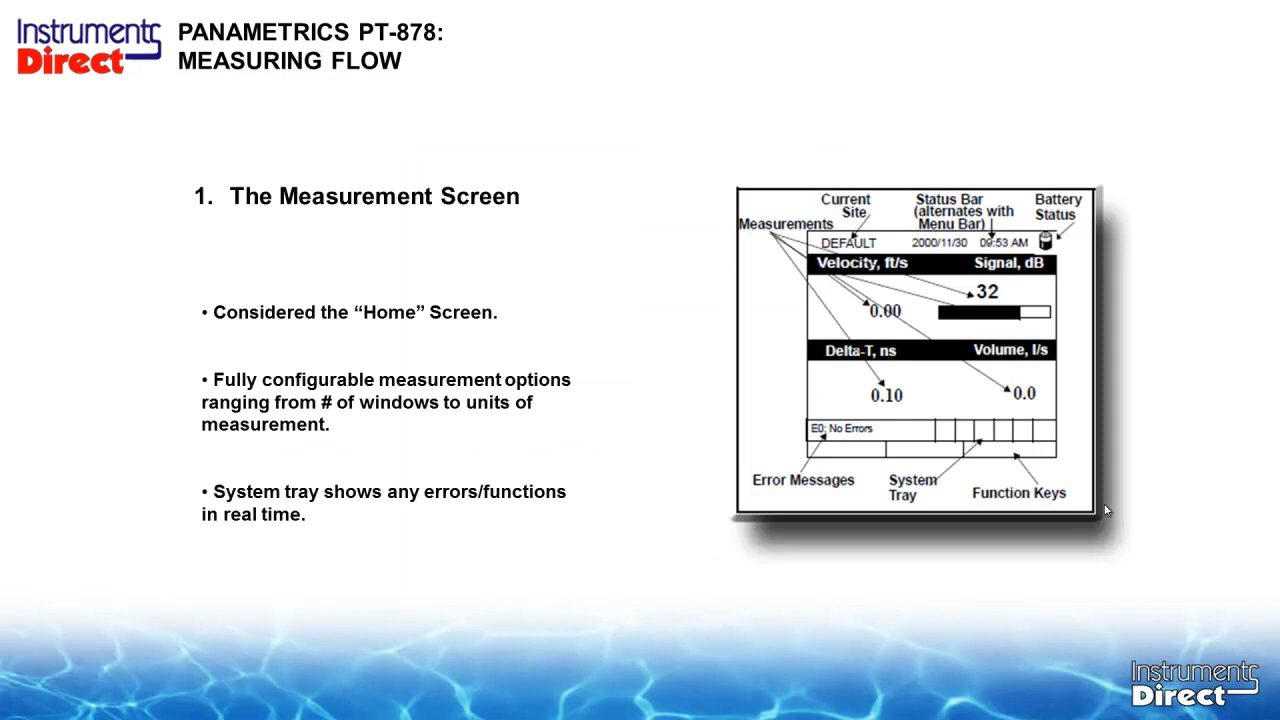 Instruments
Direct
PANAMETRICS PT-878:
MEASURING FLOW
1. The Measurement Screen
• Considered the “Home” Screen.
• Fully configurable measurement options
ranging from # of windows to units of
measurement.
• System tray shows any errors/functions
in real time.
Current
Site
Status Bar
(alternates with
Menu Bar)
Battery
Status
Measurements
DEFAULT 2000/11/30 09:53 AM
Velocity, ft/s Signal, dB
32
0.00
Delta-T, ns Volume, l/s
0.10 0.0
E0: No Errors
Error Messages
System
Tray
Function Keys
Instruments
Direct